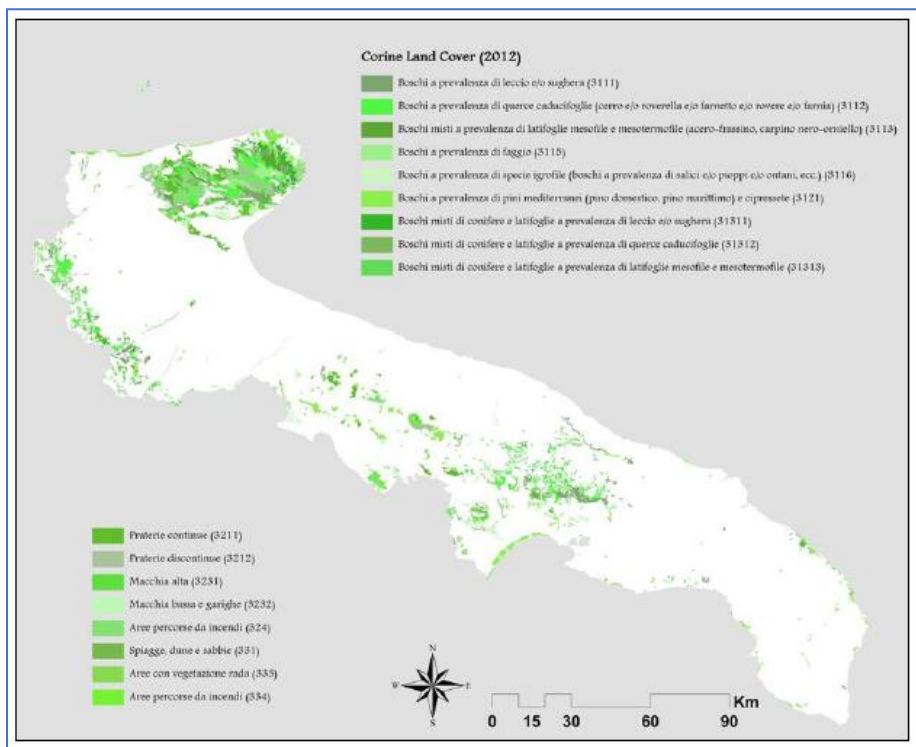 Corine Land Cover (2012)
Boschi a prevalenza di leccio e/o sughera (3111)
Boschi a prevalenza di querce caducifoglie (cerro e/o roverella e/o farnetto e/o rovere e/o farnia) (3112)
Boschi misti a prevalenza di latifoglie mesofile e mesotermofile (acero-frassino, carpino nero-orniello) (3113)
Boschi a prevalenza di faggio (3115)
Boschi a prevalenza di specie igrofile (boschi a prevalenza di salici e/o pioppi e/o ontani, ecc.) (3116)
Boschi a prevalenza di pini mediterranei (pino domestico, pino marittimo) e cipressete (3121)
Boschi misti di conifere e latifoglie a prevalenza di leccio e/o sughera (31311)
Boschi misti di conifere e latifoglie a prevalenza di querce caducifoglie (31312)
Boschi misti di conifere e latifoglie a prevalenza di latifoglie mesofile e mesotermofile (31313)
Praterie continue (3211)
Praterie discontinue (3212)
Macchia alta (3231)
Macchia bassa e garighe (3232)
Aree percorse da incendi (324)
Spiagge, dune e sabbie (331)
Aree con vegetazione rada (333)
Aree percorse da incendi (334)
N
W E
S
Km
0 15 30 60 90